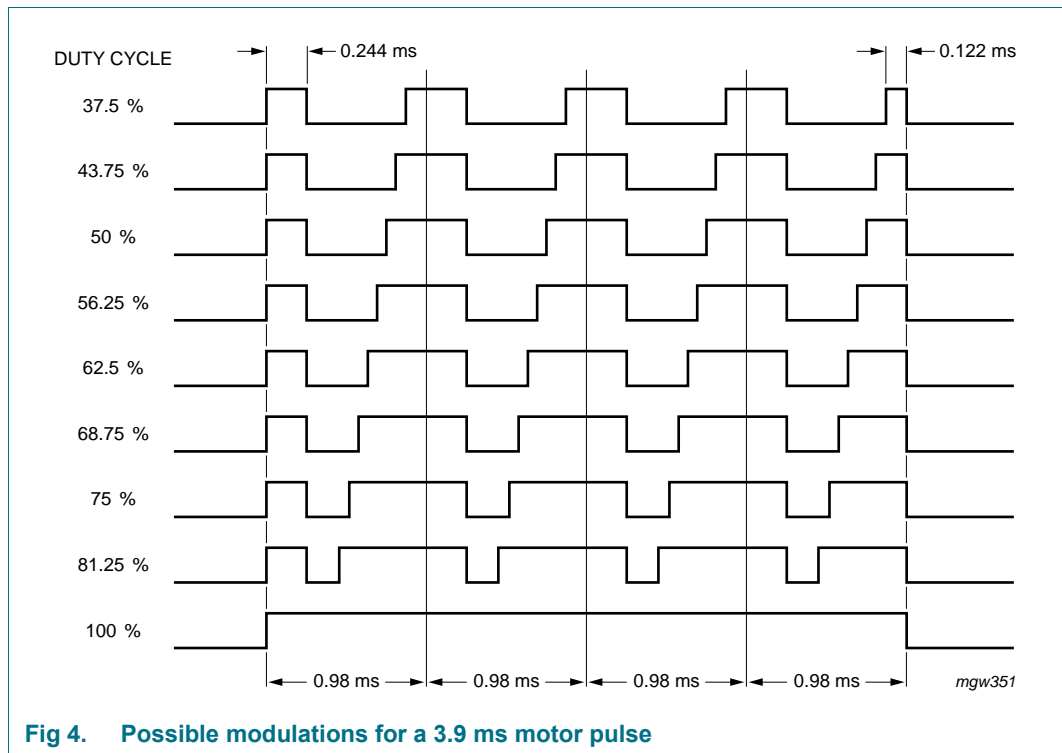 DUTY CYCLE
0.244 ms
0.122 ms
37.5 %
43.75 %
50 %
56.25 %
62.5 %
68.75 %
75 %
81.25 %
100 %
0.98 ms 0.98 ms 0.98 ms 0.98 ms
mgw351
Fig 4. Possible modulations for a 3.9 ms motor pulse